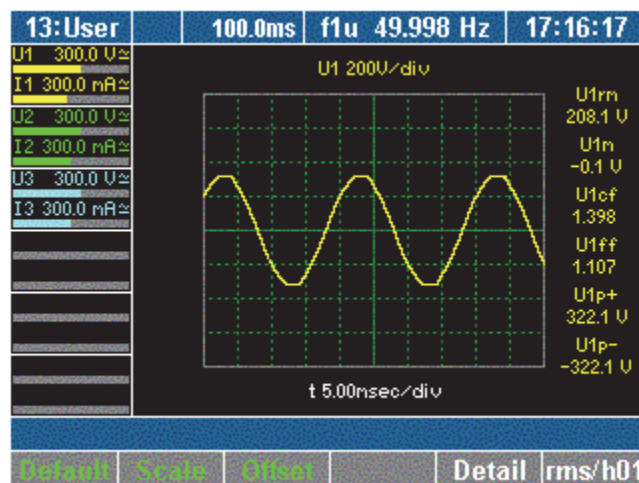 13:User 100.0ms f1u 49.998 Hz 17:16:17
U1 300.0 V≃
I1 300.0 mA≃
U2 300.0 V≃
I2 300.0 mA≃
U3 300.0 V≃
I3 300.0 mA≃
U1 200V/div
U1rm
208.1 V
U1m
-0.1 V
U1cf
1.398
U1ff
1.107
U1p+
322.1 V
U1p-
-322.1 V
t 5.00msec/div
Default Scale Offset Detail rms/h01